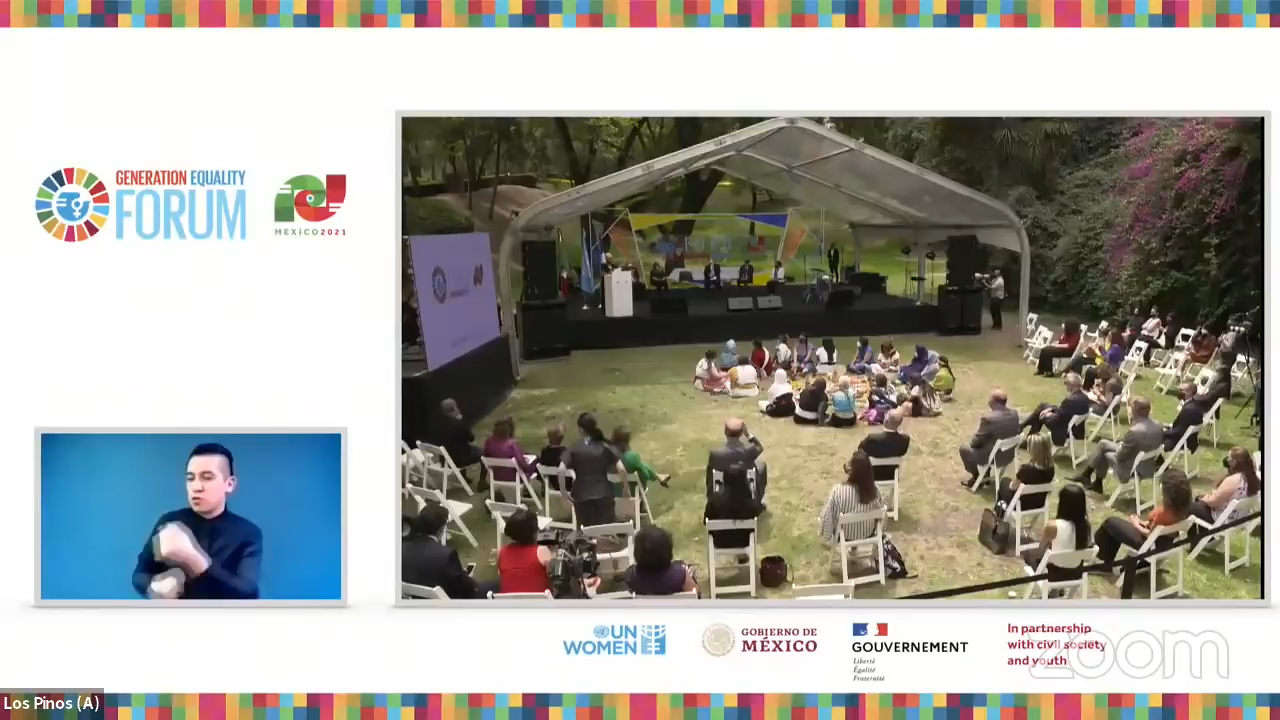 GENERATION EQUALITY
FORUM
MÉXICO2021
UN
WOMEN
GOBIERNO DE
MÉXICO
GOUVERNEMENT
Liberté
Égalité
Fraternité
In partnership
with civil society
and youth
zoom
Los Pinos (A)